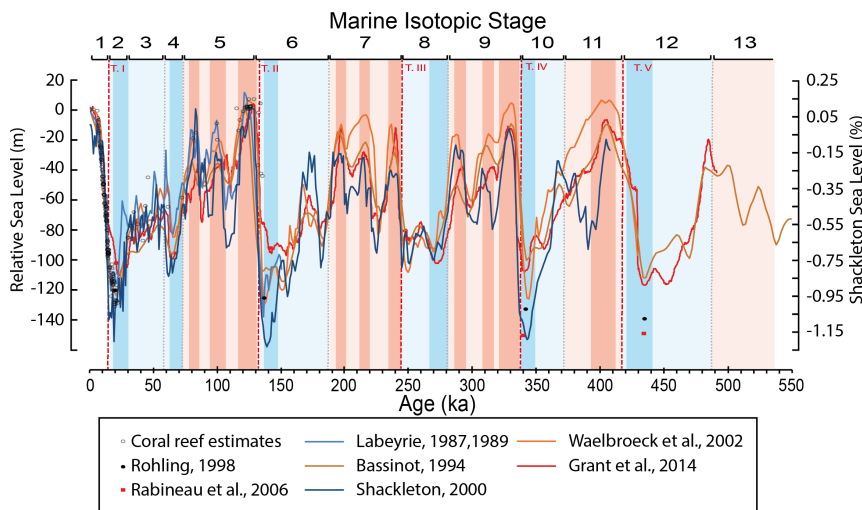 Marine Isotopic Stage
1 2 3 4 5 6 7 8 9 10 11 12 13
T. I T. II T. III T. IV T. V
Relative Sea Level (m)
20
0
-20
-40
-60
-80
-100
-120
-140
0.25
0.05
-0.15
-0.35
-0.55
-0.75
-0.95
-1.15
Shackleton Sea Level (%)
0 50 100 150 200 250 300 350 400 450 500 550
Age (ka)
Coral reef estimates Labeyrie, 1987,1989 Waelbroeck et al., 2002
Rohling, 1998 Bassinot, 1994 Grant et al., 2014
Rabineau et al., 2006 Shackleton, 2000